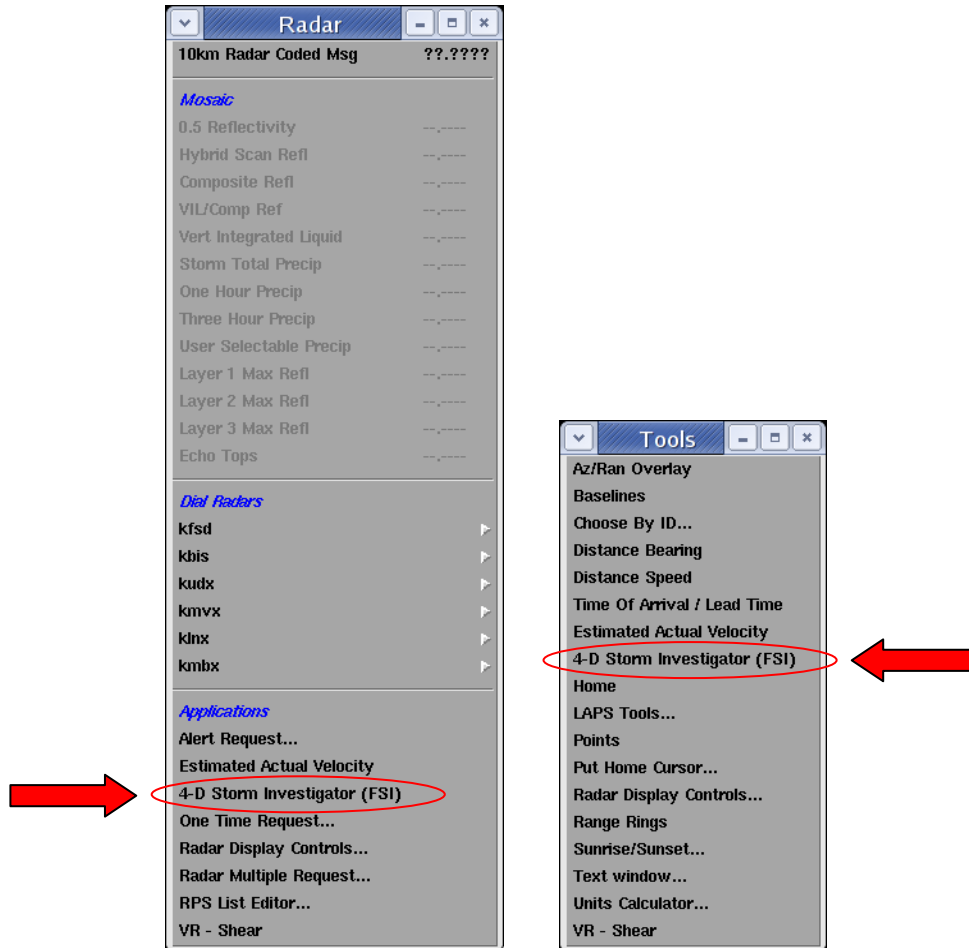 Radar
10km Radar Coded Msg ??.????
Mosaic
0.5 Reflectivity --.----
Hybrid Scan Refl --.----
Composite Refl --.----
VIL/Comp Ref --.----
Vert Integrated Liquid --.----
Storm Total Precip --.----
One Hour Precip --.----
Three Hour Precip --.----
User Selectable Precip --.----
Layer 1 Max Refl --.----
Layer 2 Max Refl --.----
Layer 3 Max Refl --.----
Echo Tops --.----
Dial Radars
kfsd
kbis
kudx
kmvx
klnx
kmbx
Applications
Alert Request...
Estimated Actual Velocity
4-D Storm Investigator (FSI)
One Time Request...
Radar Display Controls...
Radar Multiple Request...
RPS List Editor...
VR - Shear
Tools
Az/Ran Overlay
Baselines
Choose By ID...
Distance Bearing
Distance Speed
Time Of Arrival / Lead Time
Estimated Actual Velocity
4-D Storm Investigator (FSI)
Home
LAPS Tools...
Points
Put Home Cursor...
Radar Display Controls...
Range Rings
Sunrise/Sunset...
Text window...
Units Calculator...
VR - Shear